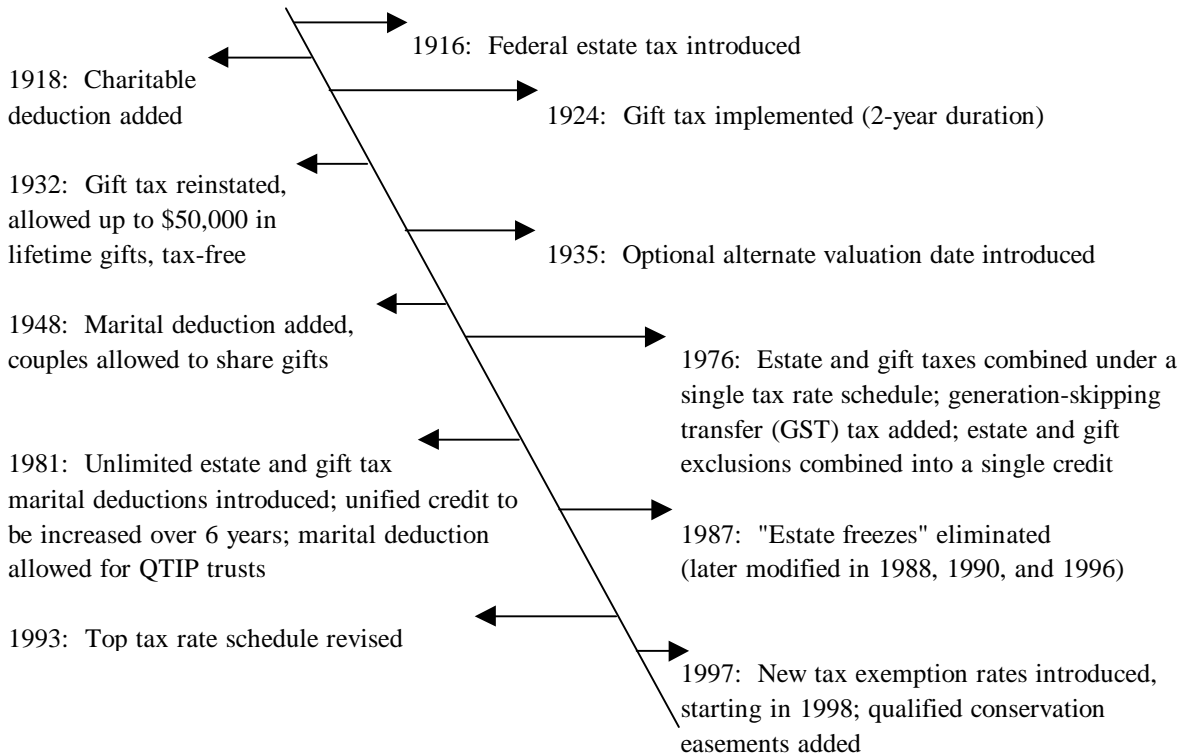 1916: Federal estate tax introduced
1918: Charitable
deduction added
1924: Gift tax implemented (2-year duration)
1932: Gift tax reinstated,
allowed up to $50,000 in
lifetime gifts, tax-free
1935: Optional alternate valuation date introduced
1948: Marital deduction added,
couples allowed to share gifts
1976: Estate and gift taxes combined under a
single tax rate schedule; generation-skipping
transfer (GST) tax added; estate and gift
exclusions combined into a single credit
1981: Unlimited estate and gift tax
marital deductions introduced; unified credit to
be increased over 6 years; marital deduction
allowed for QTIP trusts
1987: "Estate freezes" eliminated
(later modified in 1988, 1990, and 1996)
1993: Top tax rate schedule revised
1997: New tax exemption rates introduced,
starting in 1998; qualified conservation
easements added